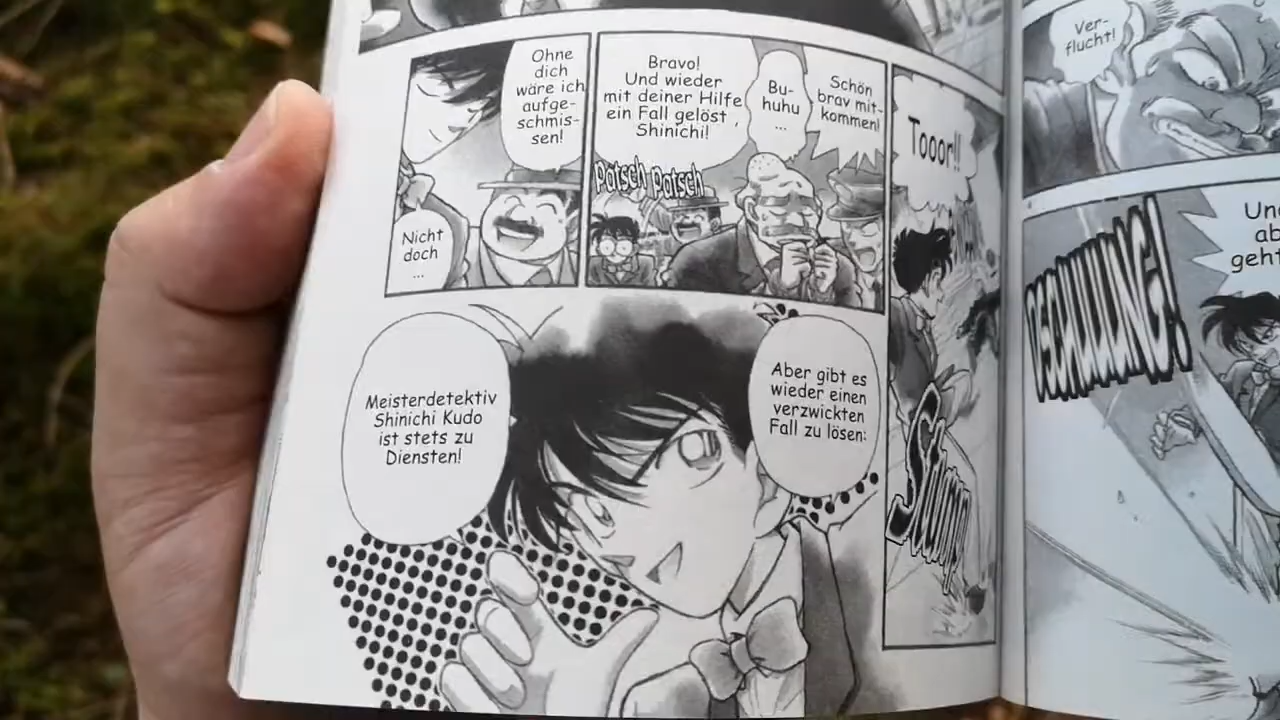 Ver-
flucht!
ab
geht
Tooor!!
Schön
brav mit-
kommen!
Bu-
huhu
...
Bravo!
Und wieder
mit deiner Hilfe
ein Fall gelöst,
Shinichi!
Patsch Patsch
Ohne
dich
wäre ich
aufge-
schmis-
sen!
Nicht
doch
...
Aber gibt es
wieder einen
verzwickten
Fall zu lösen:
Meisterdetektiv
Shinichi Kudo
ist stets zu
Diensten!